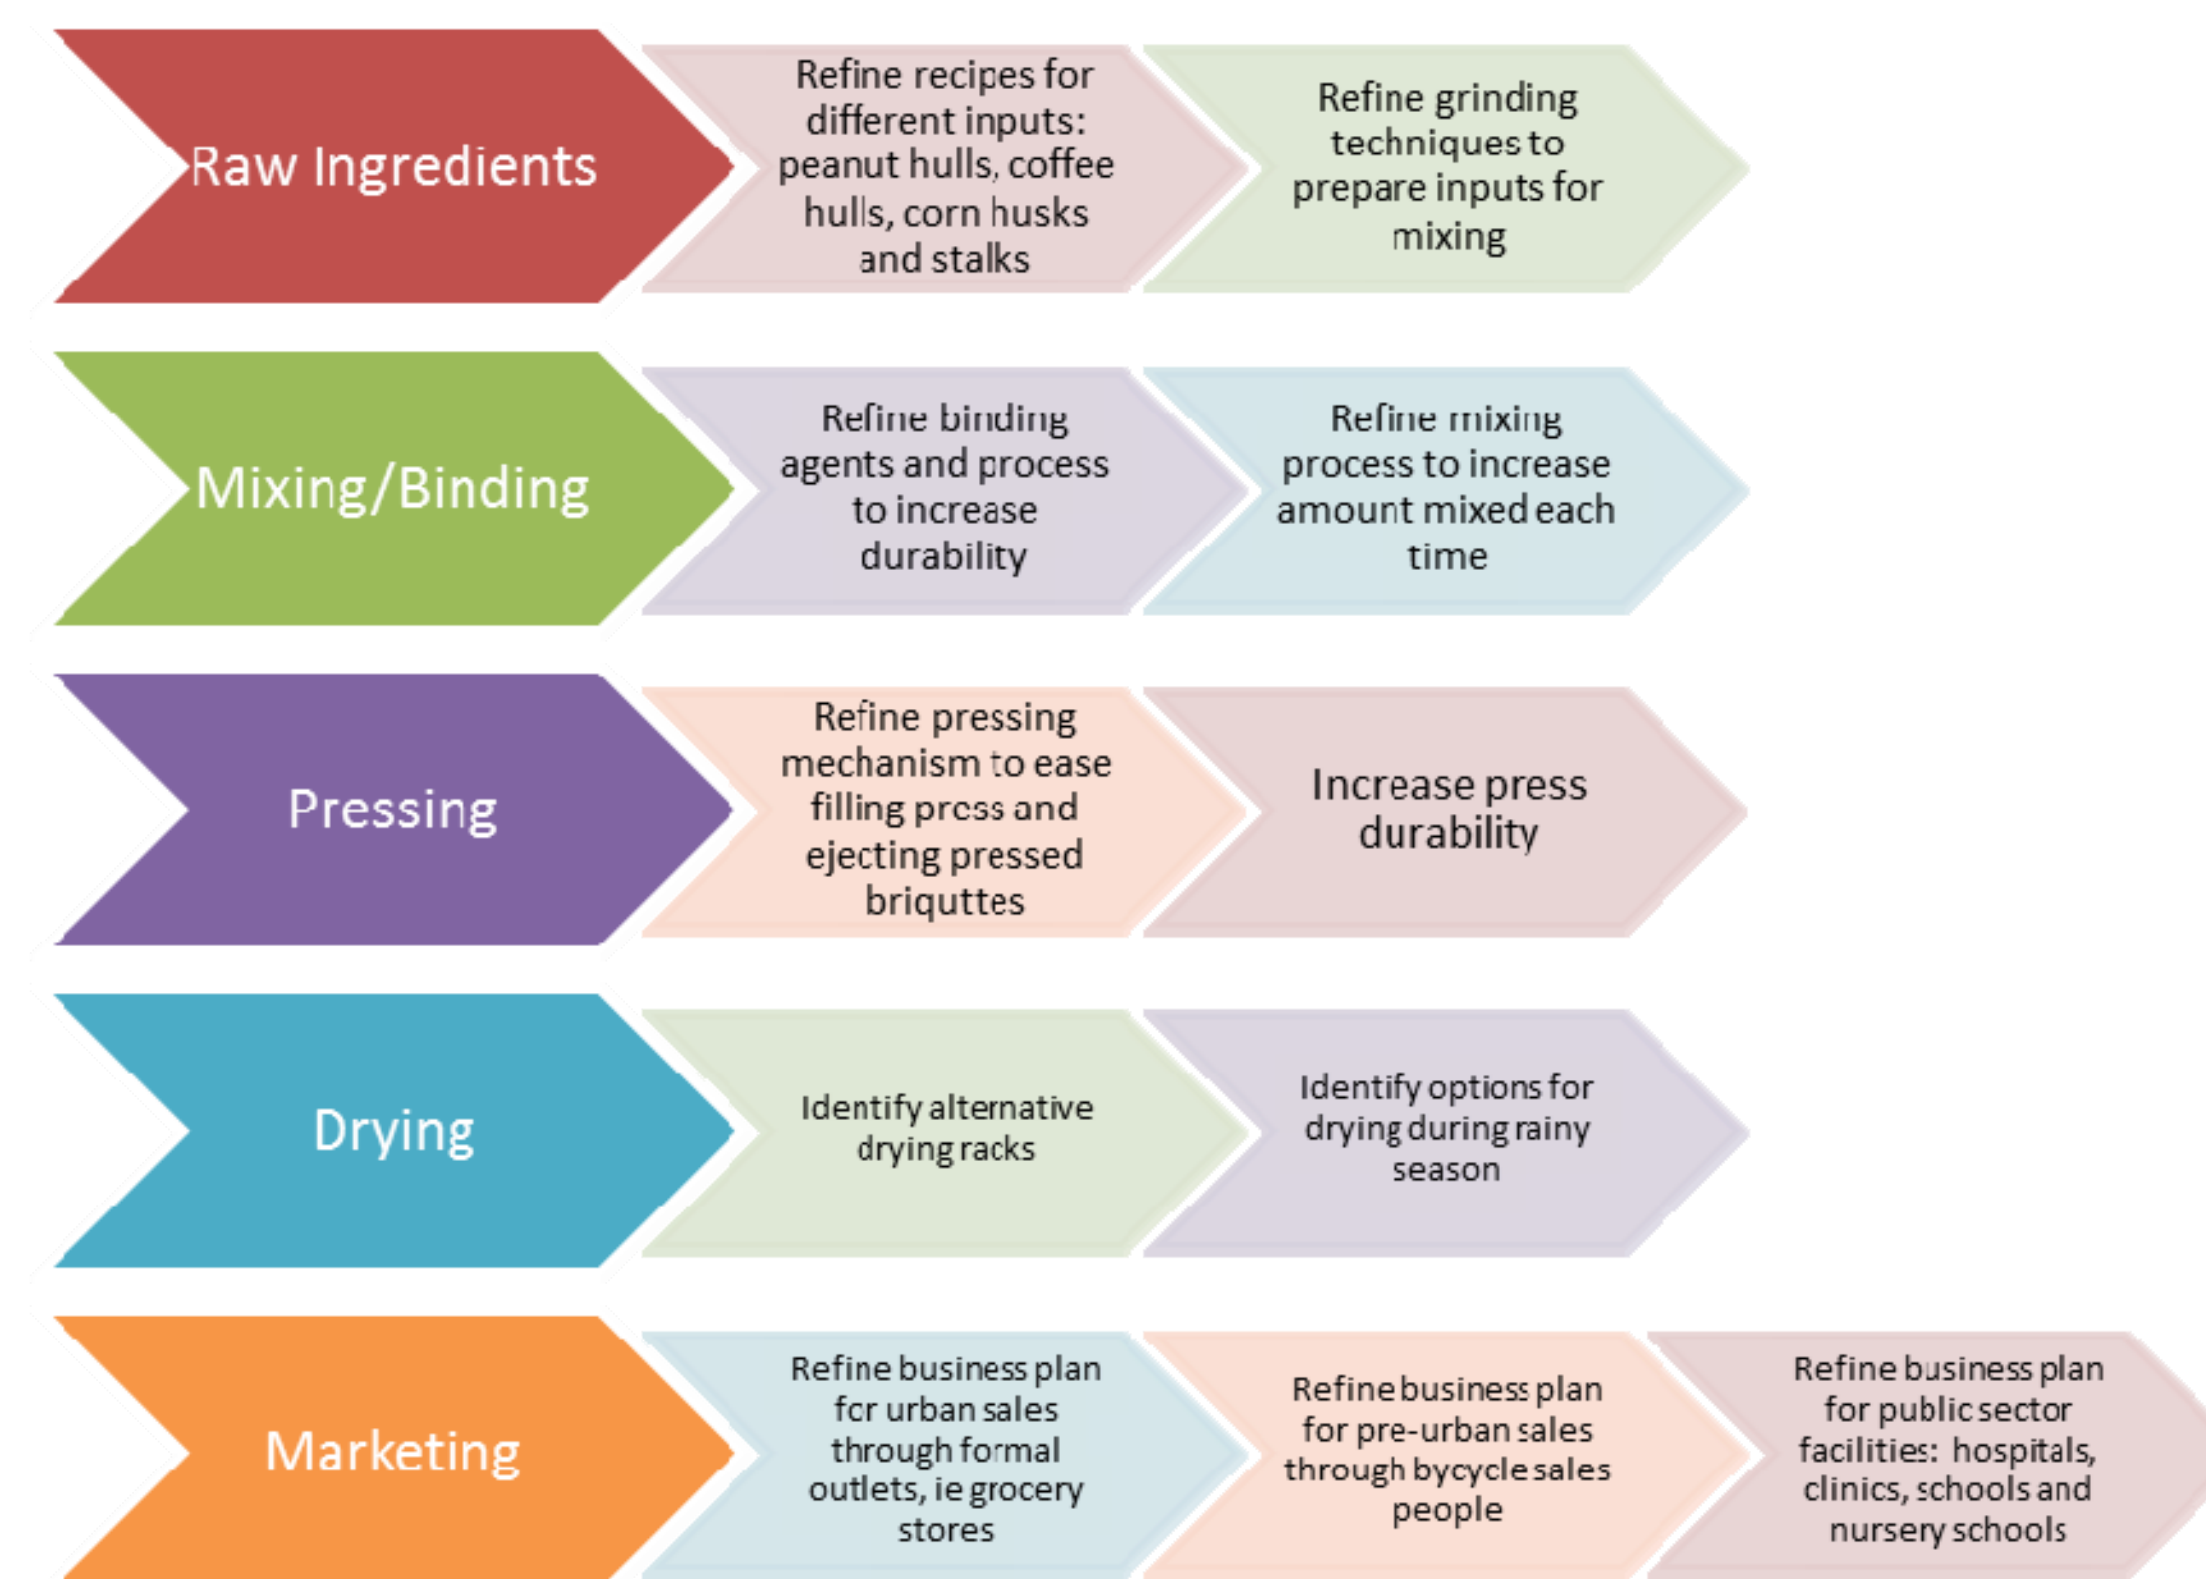 Raw Ingredients
Refine recipes for
different inputs:
peanut hulls, coffee
hulls, corn husks
and stalks
Refine grinding
techniques to
prepare inputs for
mixing
Mixing/Binding
Refine binding
agents and process
to increase
durability
Refine mixing
process to increase
amount mixed each
time
Pressing
Refine pressing
mechanism to ease
filling press and
ejecting pressed
briquttes
Increase press
durability
Drying
Identify alternative
drying racks
Identify options for
drying during rainy
season
Marketing
Refine business plan
for urban sales
through formal
outlets, ie grocery
stores
Refine business plan
for pre-urban sales
through bycycle sales
people
Refine business plan
for public sector
facilities: hospitals,
clinics, schools and
nursery schools